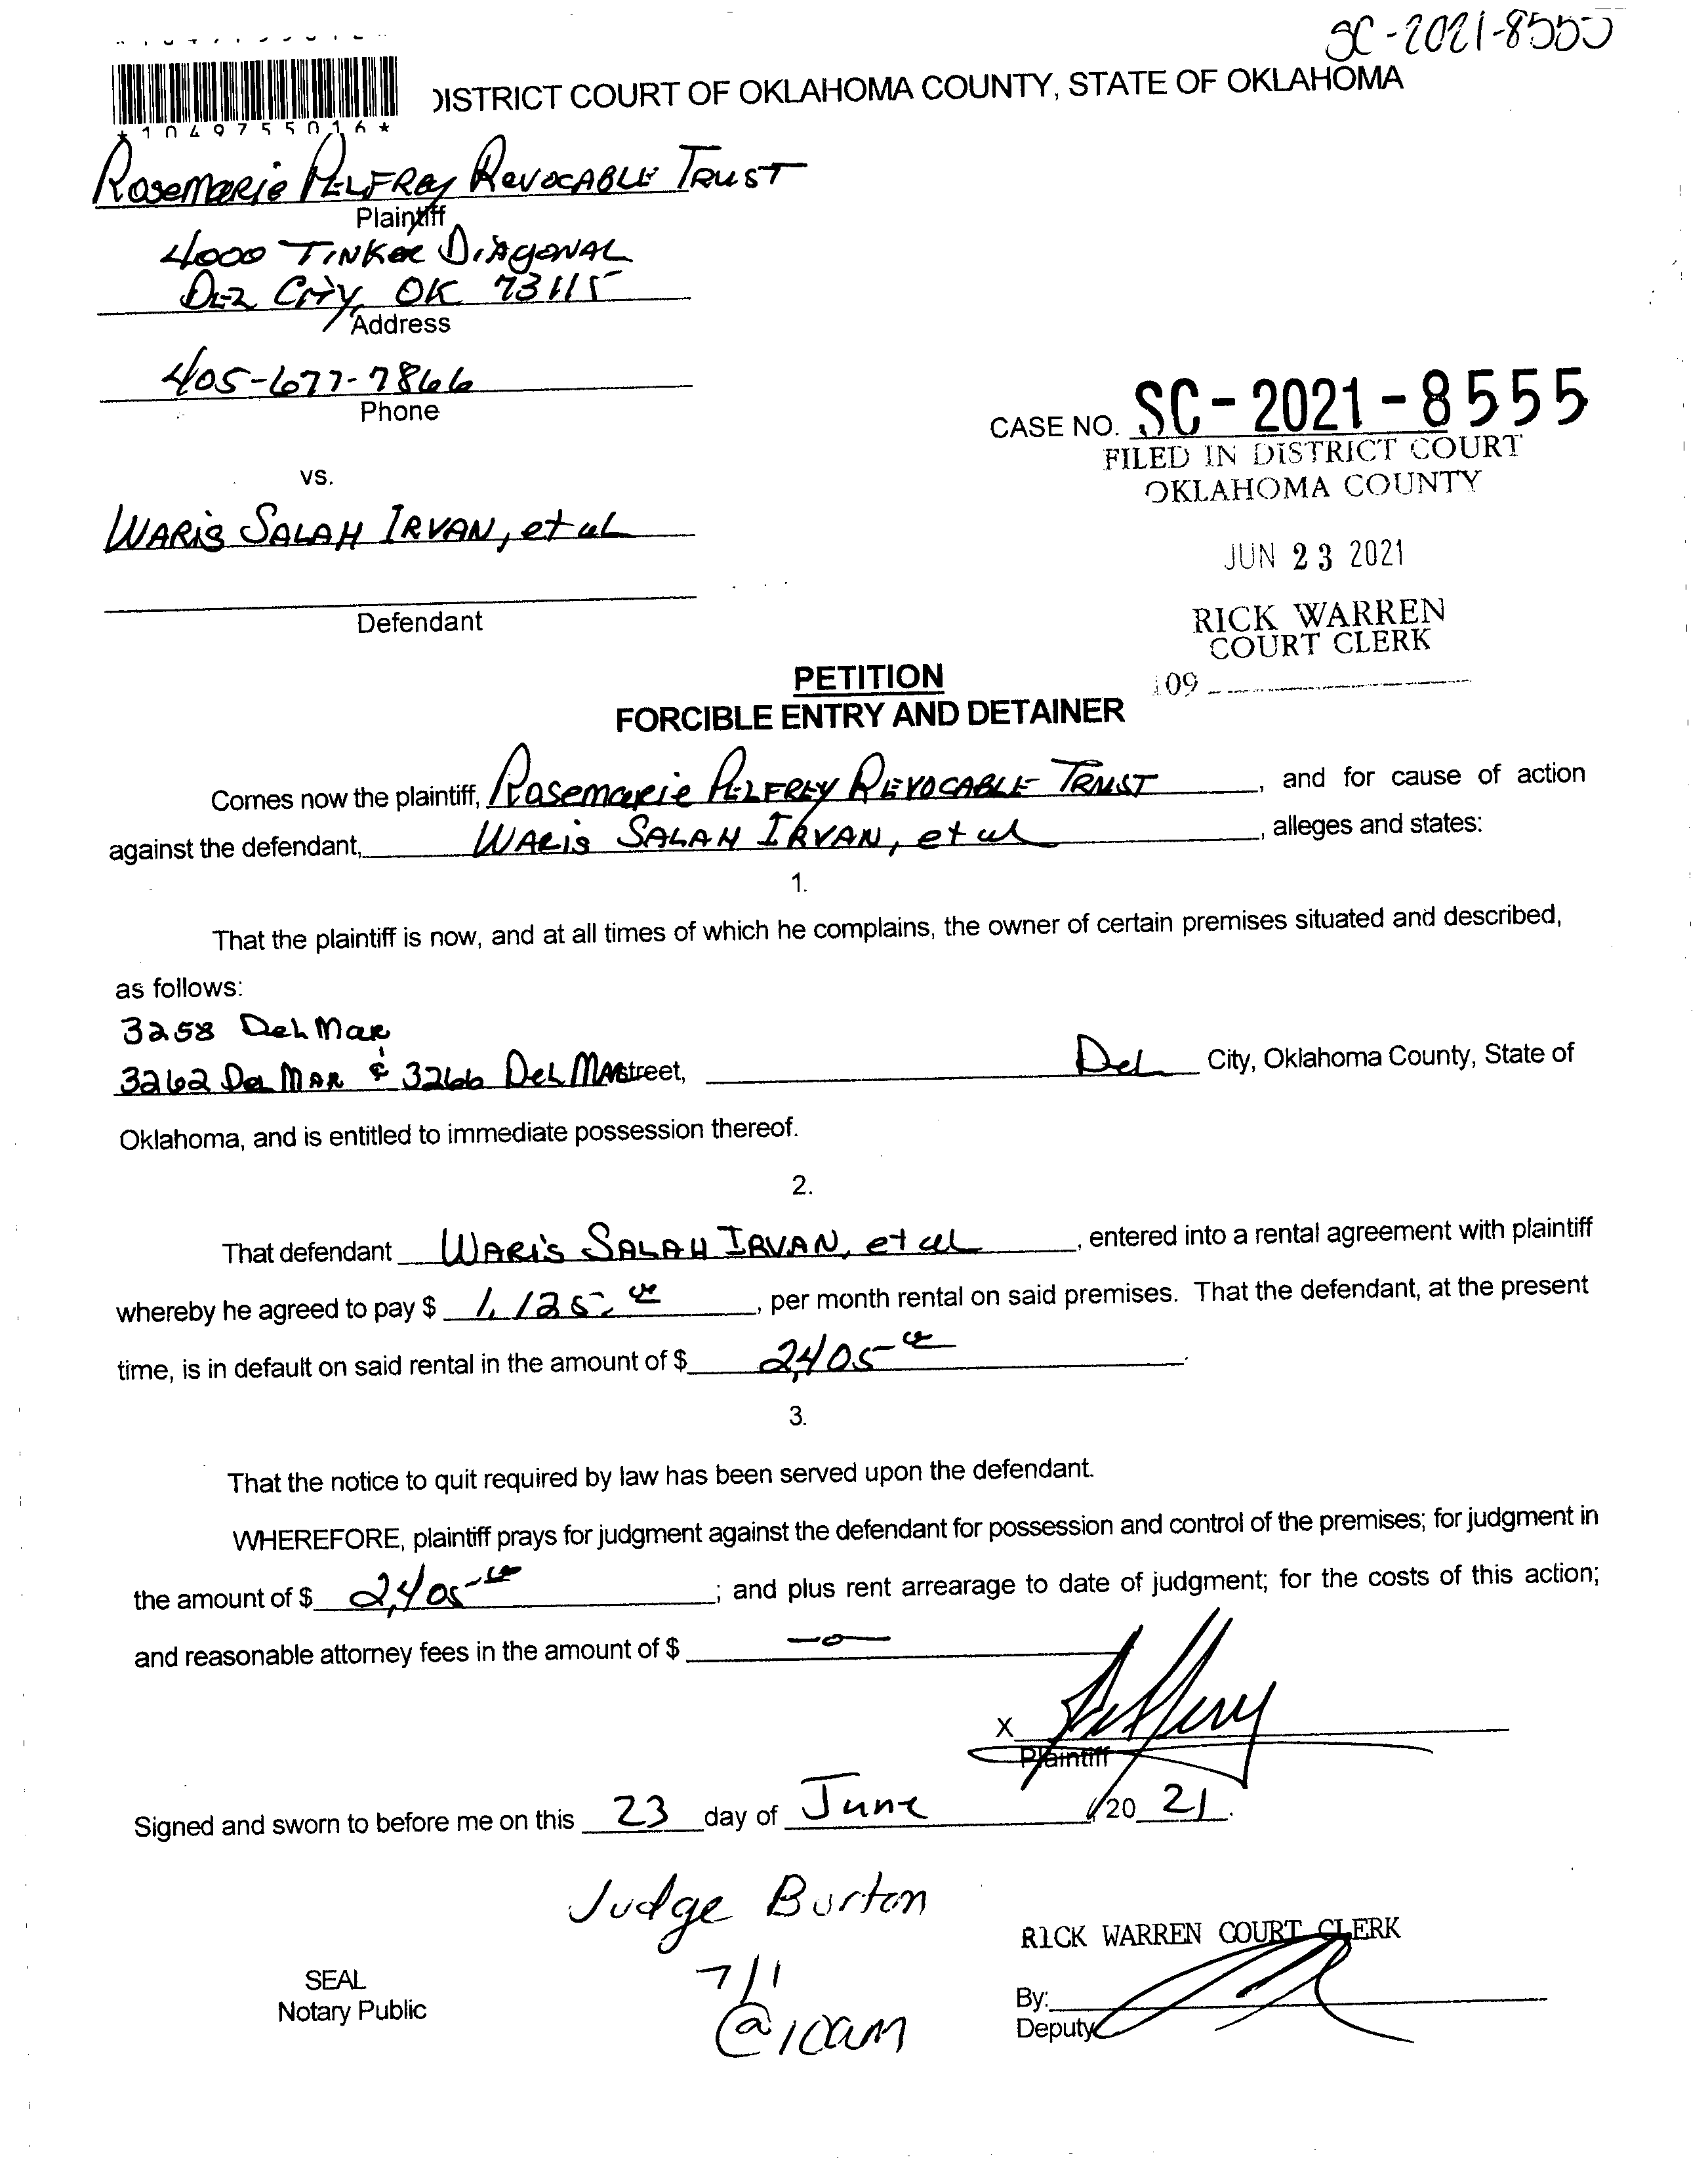 SC-2021-8555
DISTRICT COURT OF OKLAHOMA COUNTY, STATE OF OKLAHOMA
*1049755016*
Rosemarie Pelfrey Revocable Trust
Plaintiff
4000 Tinker Diagonal
Del City, OK 73115
Address
405-677-7866
Phone
CASE NO. SC-2021-8555
FILED IN DISTRICT COURT
OKLAHOMA COUNTY
vs.
Waris Salah Irvan, et al
JUN 23 2021
Defendant
RICK WARREN
COURT CLERK
109
PETITION
FORCIBLE ENTRY AND DETAINER
Comes now the plaintiff, Rosemarie Pelfrey Revocable Trust, and for cause of action
against the defendant, Waris Salah Irvan, et al, alleges and states:
1.
That the plaintiff is now, and at all times of which he complains, the owner of certain premises situated and described,
as follows:
3258 Del Mar
3262 Del Mar & 3266 Del Mar Street, Del City, Oklahoma County, State of
Oklahoma, and is entitled to immediate possession thereof.
2.
That defendant Waris Salah Irvan, et al, entered into a rental agreement with plaintiff
whereby he agreed to pay $ 1,125, per month rental on said premises. That the defendant, at the present
time, is in default on said rental in the amount of $ 2,405.
3.
That the notice to quit required by law has been served upon the defendant.
WHEREFORE, plaintiff prays for judgment against the defendant for possession and control of the premises; for judgment in
the amount of $ 2,405; and plus rent arrearage to date of judgment; for the costs of this action;
and reasonable attorney fees in the amount of $ -0-
X
Plaintiff
Signed and sworn to before me on this 23 day of June, 20 21.
Judge Burton
7/1
@10am
RICK WARREN COURT CLERK
SEAL
Notary Public
By:
Deputy